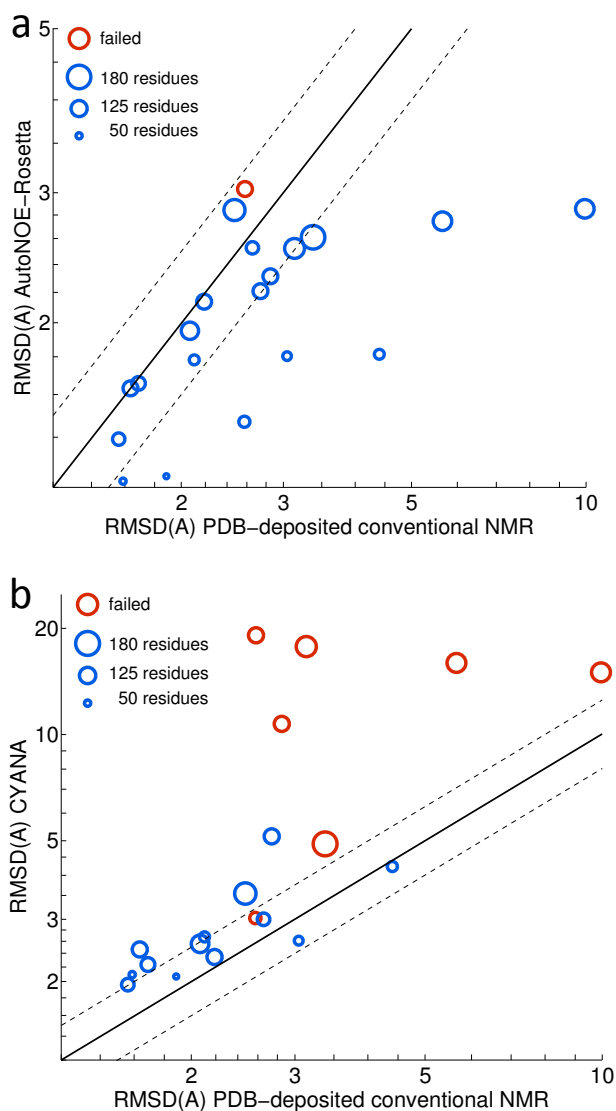 a
5
3
2
RMSD(A) AutoNOE−Rosetta
failed
180 residues
125 residues
50 residues
2
3
5
10
RMSD(A) PDB−deposited conventional NMR
b
20
10
5
3
2
RMSD(A) CYANA
failed
180 residues
125 residues
50 residues
2
3
5
10
RMSD(A) PDB−deposited conventional NMR